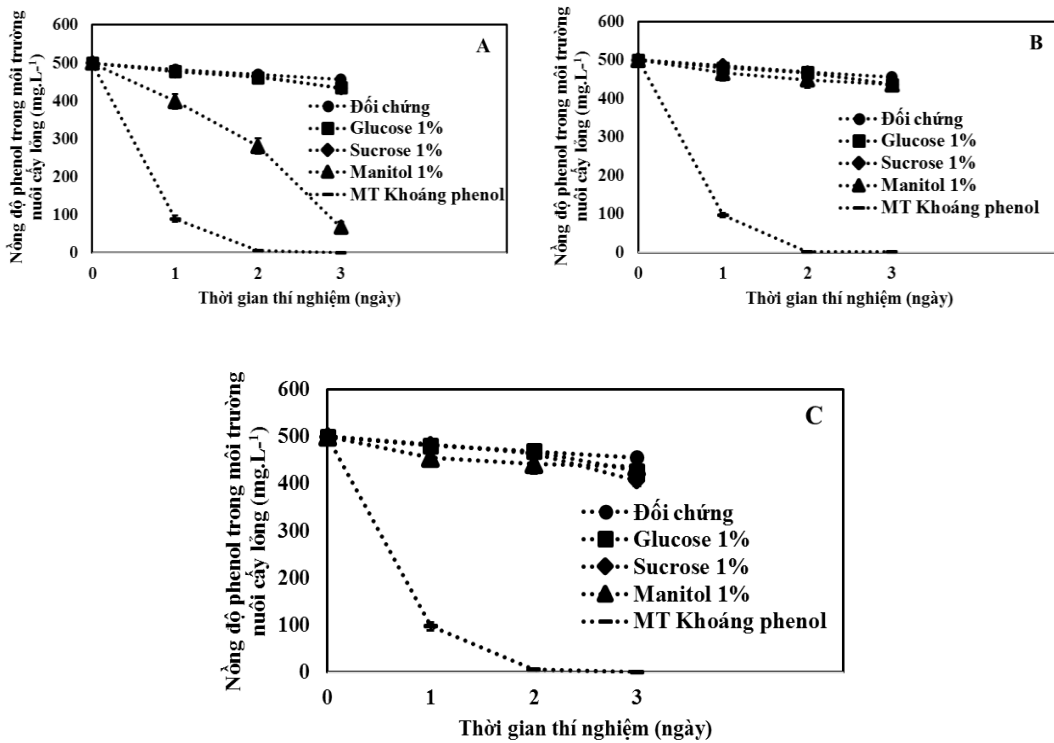 A
Nồng độ phenol trong môi trường
nuôi cấy lỏng (mg.L-¹)
600
500
400
300
200
100
0
0 1 2 3
Thời gian thí nghiệm (ngày)
Đối chứng
Glucose 1%
Sucrose 1%
Manitol 1%
MT Khoáng phenol
B
Nồng độ phenol trong môi trường
nuôi cấy lỏng (mg.L-¹)
600
500
400
300
200
100
0
0 1 2 3
Thời gian thí nghiệm (ngày)
Đối chứng
Glucose 1%
Sucrose 1%
Manitol 1%
MT Khoáng phenol
C
Nồng độ phenol trong môi trường
nuôi cấy lỏng (mg.L-¹)
600
500
400
300
200
100
0
0 1 2 3
Thời gian thí nghiệm (ngày)
Đối chứng
Glucose 1%
Sucrose 1%
Manitol 1%
MT Khoáng phenol